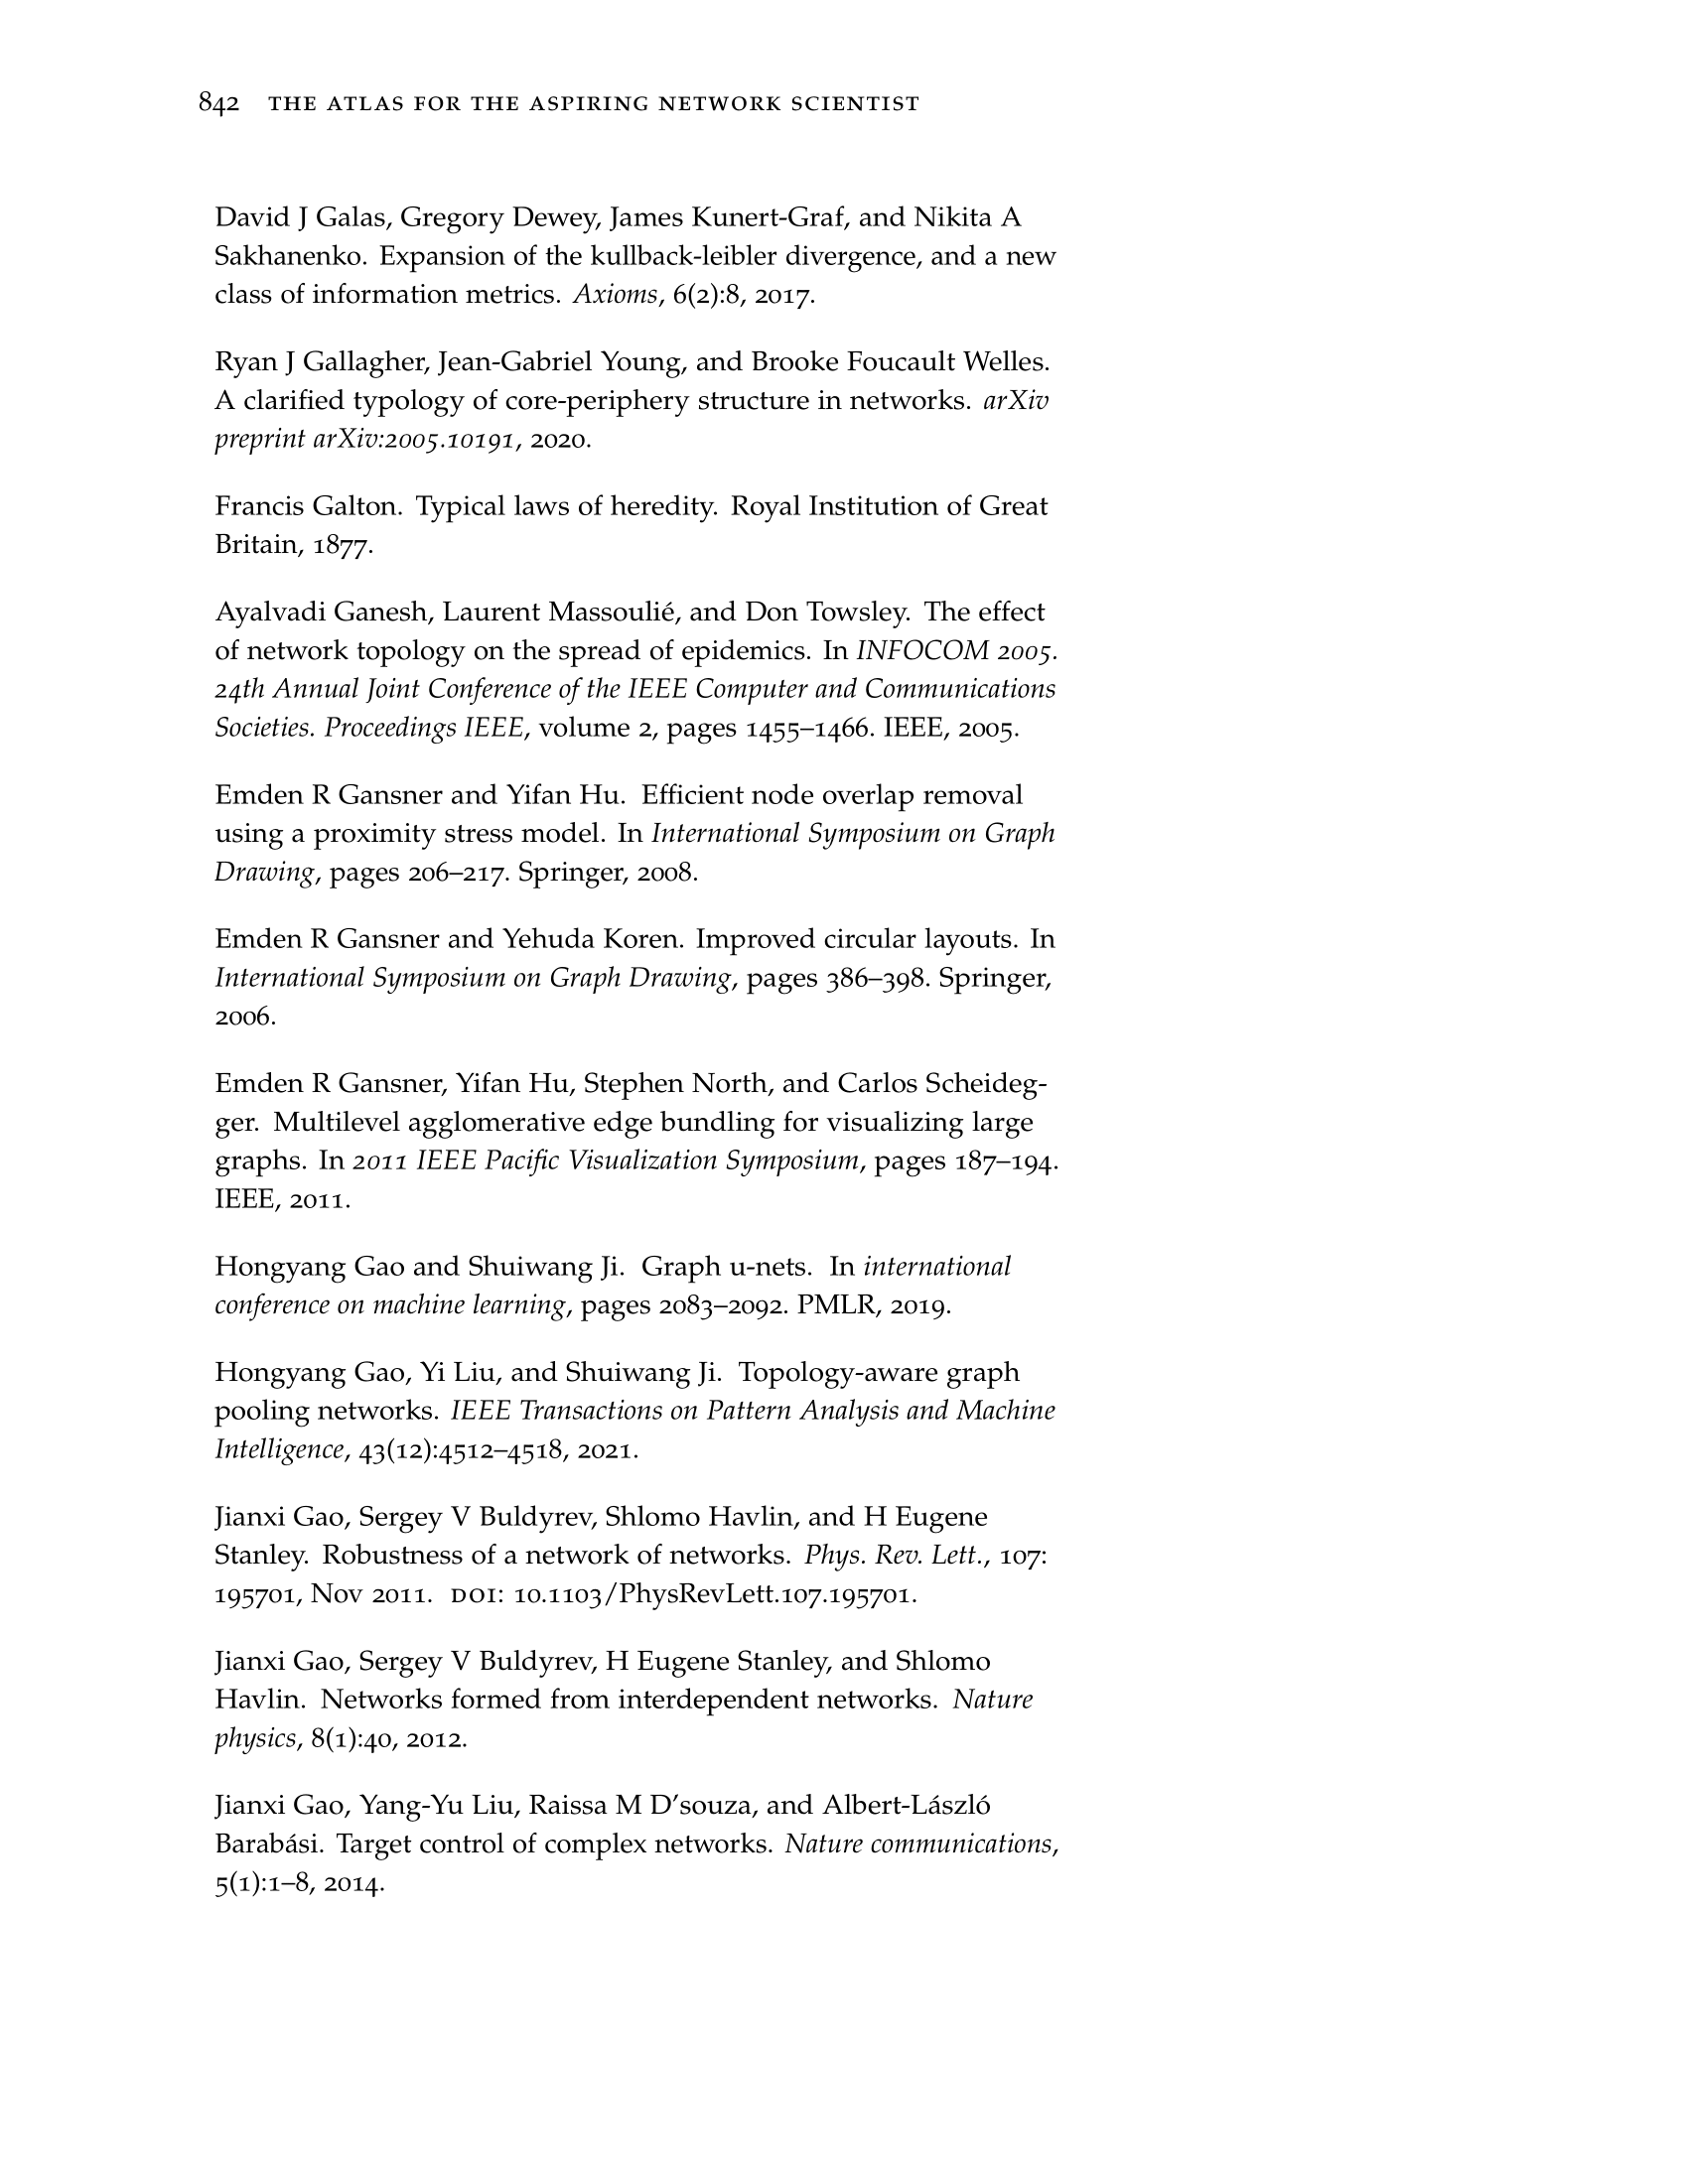 842 THE ATLAS FOR THE ASPIRING NETWORK SCIENTIST
David J Galas, Gregory Dewey, James Kunert-Graf, and Nikita A
Sakhanenko. Expansion of the kullback-leibler divergence, and a new
class of information metrics. Axioms, 6(2):8, 2017.
Ryan J Gallagher, Jean-Gabriel Young, and Brooke Foucault Welles.
A clarified typology of core-periphery structure in networks. arXiv
preprint arXiv:2005.10191, 2020.
Francis Galton. Typical laws of heredity. Royal Institution of Great
Britain, 1877.
Ayalvadi Ganesh, Laurent Massoulié, and Don Towsley. The effect
of network topology on the spread of epidemics. In INFOCOM 2005.
24th Annual Joint Conference of the IEEE Computer and Communications
Societies. Proceedings IEEE, volume 2, pages 1455–1466. IEEE, 2005.
Emden R Gansner and Yifan Hu. Efficient node overlap removal
using a proximity stress model. In International Symposium on Graph
Drawing, pages 206–217. Springer, 2008.
Emden R Gansner and Yehuda Koren. Improved circular layouts. In
International Symposium on Graph Drawing, pages 386–398. Springer,
2006.
Emden R Gansner, Yifan Hu, Stephen North, and Carlos Scheideg-
ger. Multilevel agglomerative edge bundling for visualizing large
graphs. In 2011 IEEE Pacific Visualization Symposium, pages 187–194.
IEEE, 2011.
Hongyang Gao and Shuiwang Ji. Graph u-nets. In international
conference on machine learning, pages 2083–2092. PMLR, 2019.
Hongyang Gao, Yi Liu, and Shuiwang Ji. Topology-aware graph
pooling networks. IEEE Transactions on Pattern Analysis and Machine
Intelligence, 43(12):4512–4518, 2021.
Jianxi Gao, Sergey V Buldyrev, Shlomo Havlin, and H Eugene
Stanley. Robustness of a network of networks. Phys. Rev. Lett., 107:
195701, Nov 2011. DOI: 10.1103/PhysRevLett.107.195701.
Jianxi Gao, Sergey V Buldyrev, H Eugene Stanley, and Shlomo
Havlin. Networks formed from interdependent networks. Nature
physics, 8(1):40, 2012.
Jianxi Gao, Yang-Yu Liu, Raissa M D'souza, and Albert-László
Barabási. Target control of complex networks. Nature communications,
5(1):1–8, 2014.